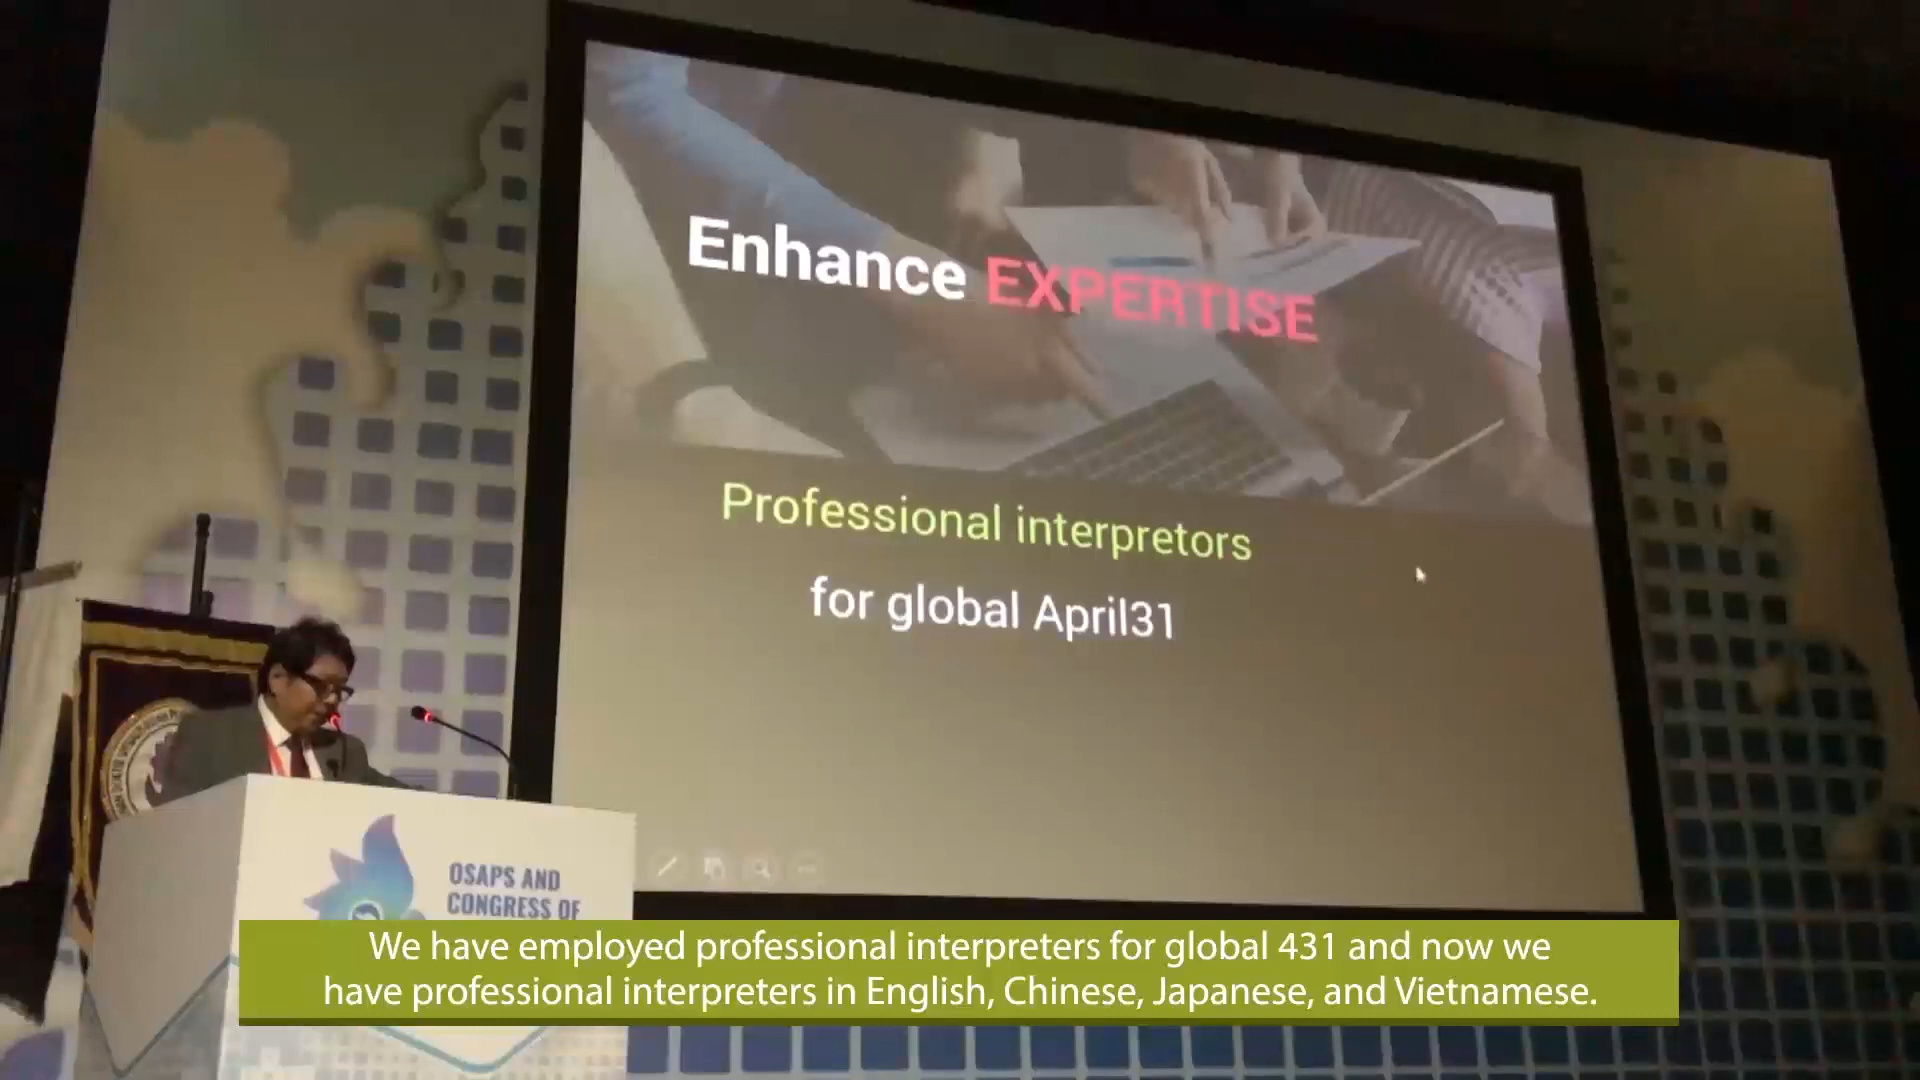 Enhance EXPERTISE
Professional interpretors
for global April31
OSAPS AND
CONGRESS OF
We have employed professional interpreters for global 431 and now we
have professional interpreters in English, Chinese, Japanese, and Vietnamese.